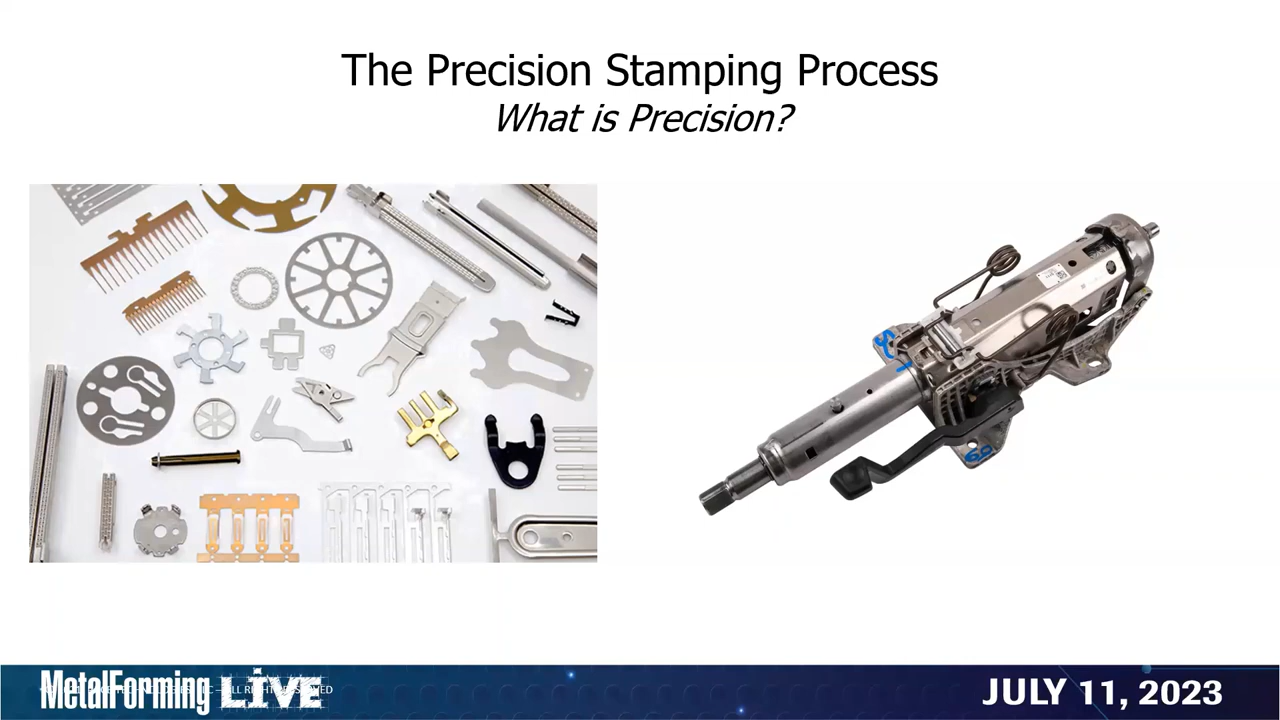 The Precision Stamping Process
What is Precision?
MetalForming LIVE
JULY 11, 2023